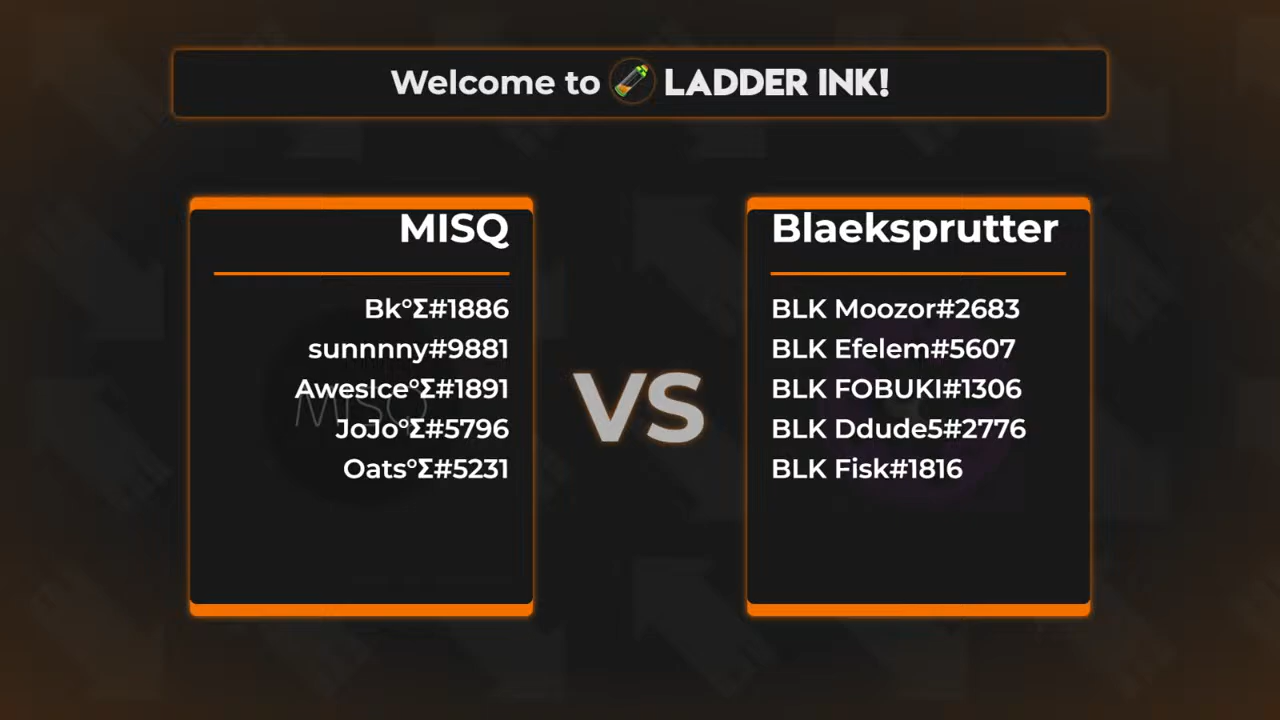 Welcome to LADDER INK!
MISQ
Bk°Σ#1886
sunnnny#9881
AwesIce°Σ#1891
JoJo°Σ#5796
Oats°Σ#5231
MISQ
VS
Blaeksprutter
BLK Moozor#2683
BLK Efelem#5607
BLK FOBUKI#1306
BLK Ddude5#2776
BLK Fisk#1816